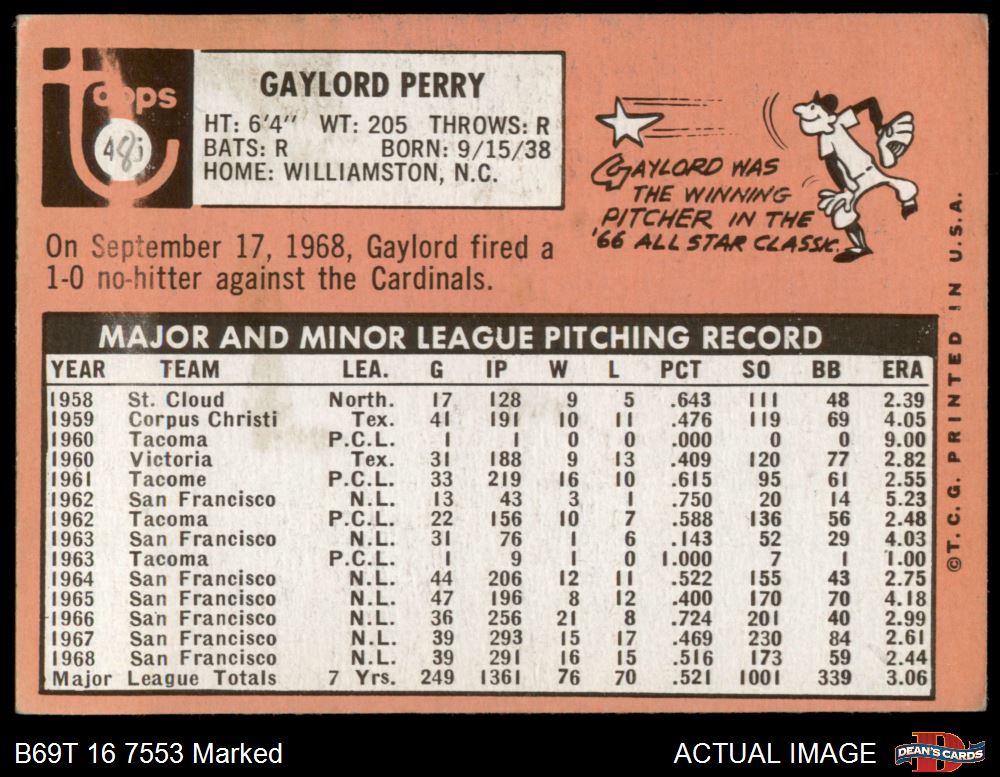 topps
485
GAYLORD PERRY
HT: 6'4" WT: 205 THROWS: R
BATS: R BORN: 9/15/38
HOME: WILLIAMSTON, N.C.
GAYLORD WAS
THE WINNING
PITCHER IN THE
'66 ALL STAR CLASSIC.
On September 17, 1968, Gaylord fired a
1-0 no-hitter against the Cardinals.
MAJOR AND MINOR LEAGUE PITCHING RECORD
YEAR TEAM LEA. G IP W L PCT SO BB ERA
1958 St. Cloud North. 17 128 9 5 .643 111 48 2.39
1959 Corpus Christi Tex. 41 191 10 11 .476 119 69 4.05
1960 Tacoma P.C.L. 1 1 0 0 .000 0 0 9.00
1960 Victoria Tex. 31 188 9 13 .409 120 77 2.82
1961 Tacome P.C.L. 33 219 16 10 .615 95 61 2.55
1962 San Francisco N.L. 13 43 3 1 .750 20 14 5.23
1962 Tacoma P.C.L. 22 156 10 7 .588 136 56 2.48
1963 San Francisco N.L. 31 76 1 6 .143 52 29 4.03
1963 Tacoma P.C.L. 1 9 1 0 1.000 7 1 1.00
1964 San Francisco N.L. 44 206 12 11 .522 155 43 2.75
1965 San Francisco N.L. 47 196 8 12 .400 170 70 4.18
1966 San Francisco N.L. 36 256 21 8 .724 201 40 2.99
1967 San Francisco N.L. 39 293 15 17 .469 230 84 2.61
1968 San Francisco N.L. 39 291 16 15 .516 173 59 2.44
Major League Totals 7 Yrs. 249 1361 76 70 .521 1001 339 3.06
©T.C.G. PRINTED IN U.S.A.
B69T 16 7553 Marked
ACTUAL IMAGE
DEAN'S CARDS